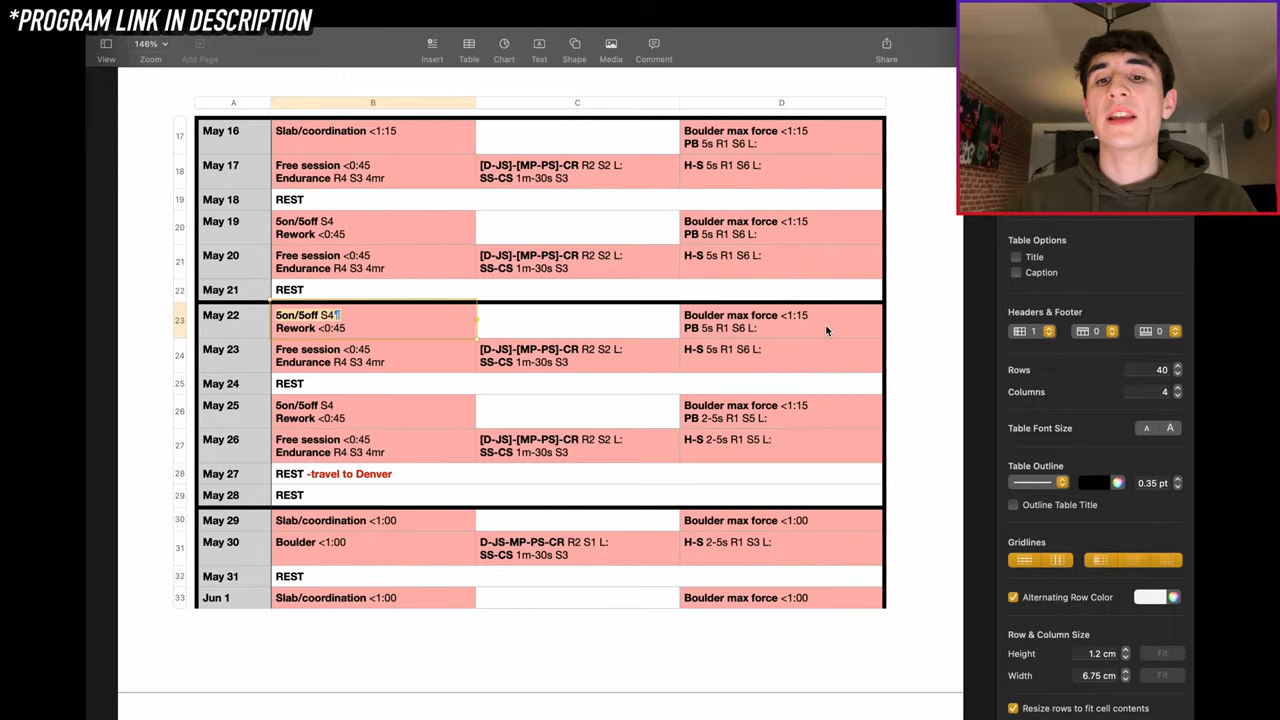 *PROGRAM LINK IN DESCRIPTION
146%
View
Zoom
Add Page
Insert
Table
Chart
Text
Shape
Media
Comment
Share
A
B
C
D
17
May 16
Slab/coordination <1:15
Boulder max force <1:15
PB 5s R1 S6 L:
18
May 17
Free session <0:45
Endurance R4 S3 4mr
[D-JS]-[MP-PS]-CR R2 S2 L:
SS-CS 1m-30s S3
H-S 5s R1 S6 L:
19
May 18
REST
20
May 19
5on/5off S4
Rework <0:45
Boulder max force <1:15
PB 5s R1 S6 L:
21
May 20
Free session <0:45
Endurance R4 S3 4mr
[D-JS]-[MP-PS]-CR R2 S2 L:
SS-CS 1m-30s S3
H-S 5s R1 S6 L:
22
May 21
REST
23
May 22
5on/5off S4¶
Rework <0:45
Boulder max force <1:15
PB 5s R1 S6 L:
24
May 23
Free session <0:45
Endurance R4 S3 4mr
[D-JS]-[MP-PS]-CR R2 S2 L:
SS-CS 1m-30s S3
H-S 5s R1 S6 L:
25
May 24
REST
26
May 25
5on/5off S4
Rework <0:45
Boulder max force <1:15
PB 2-5s R1 S5 L:
27
May 26
Free session <0:45
Endurance R4 S3 4mr
[D-JS]-[MP-PS]-CR R2 S2 L:
SS-CS 1m-30s S3
H-S 2-5s R1 S5 L:
28
May 27
REST -travel to Denver
29
May 28
REST
30
May 29
Slab/coordination <1:00
Boulder max force <1:00
31
May 30
Boulder <1:00
D-JS-MP-PS-CR R2 S1 L:
SS-CS 1m-30s S3
H-S 2-5s R1 S3 L:
32
May 31
REST
33
Jun 1
Slab/coordination <1:00
Boulder max force <1:00
Table Options
Title
Caption
Headers & Footer
1
0
0
Rows
40
Columns
4
Table Font Size
A
A
Table Outline
0.35 pt
Outline Table Title
Gridlines
Alternating Row Color
Row & Column Size
Height
1.2 cm
Fit
Width
6.75 cm
Fit
Resize rows to fit cell contents